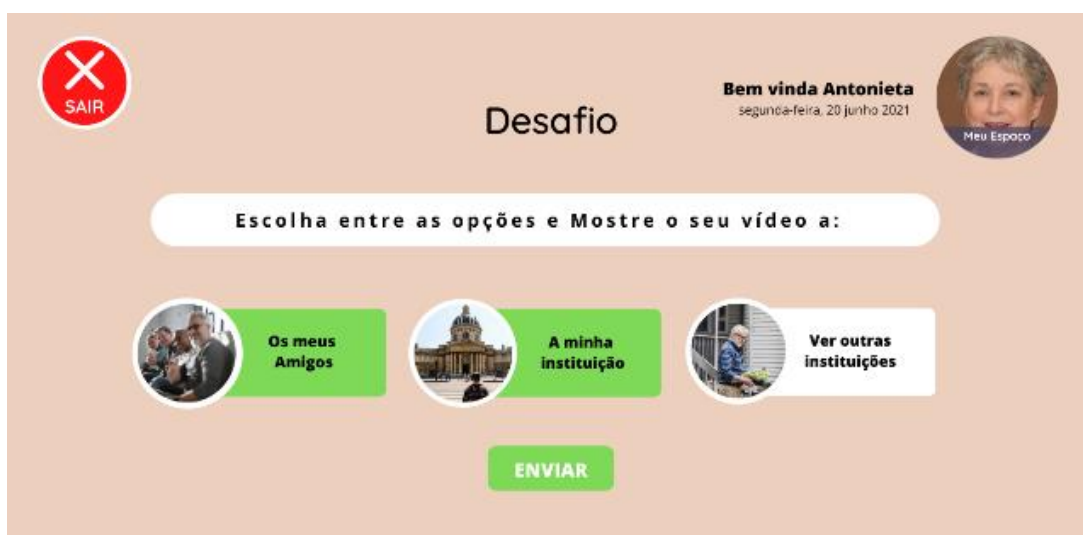 SAIR
Desafio
Bem vinda Antonieta
segunda-feira, 20 junho 2021
Meu Espaço
Escolha entre as opções e Mostre o seu vídeo a:
Os meus
Amigos
A minha
instituição
Ver outras
instituições
ENVIAR